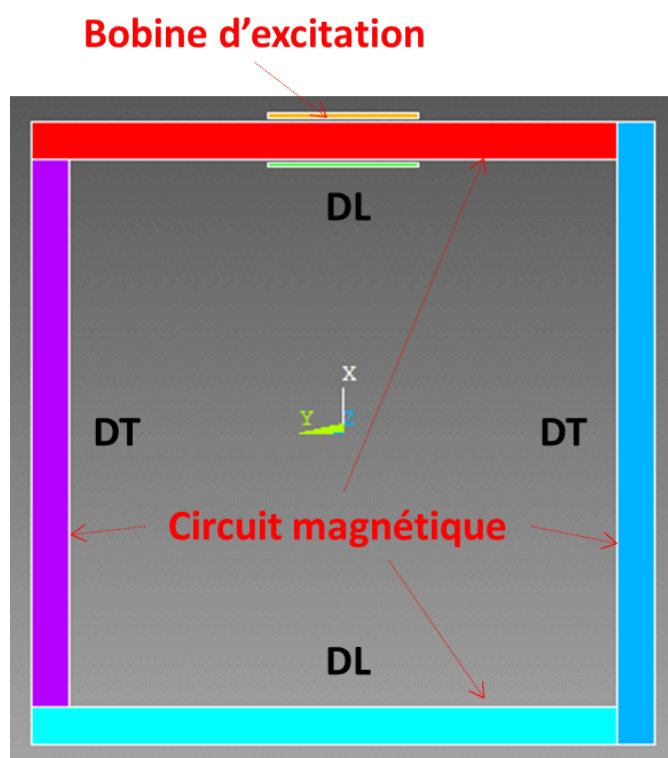 Bobine d’excitation
DL
X
Y Z
DT DT
Circuit magnétique
DL